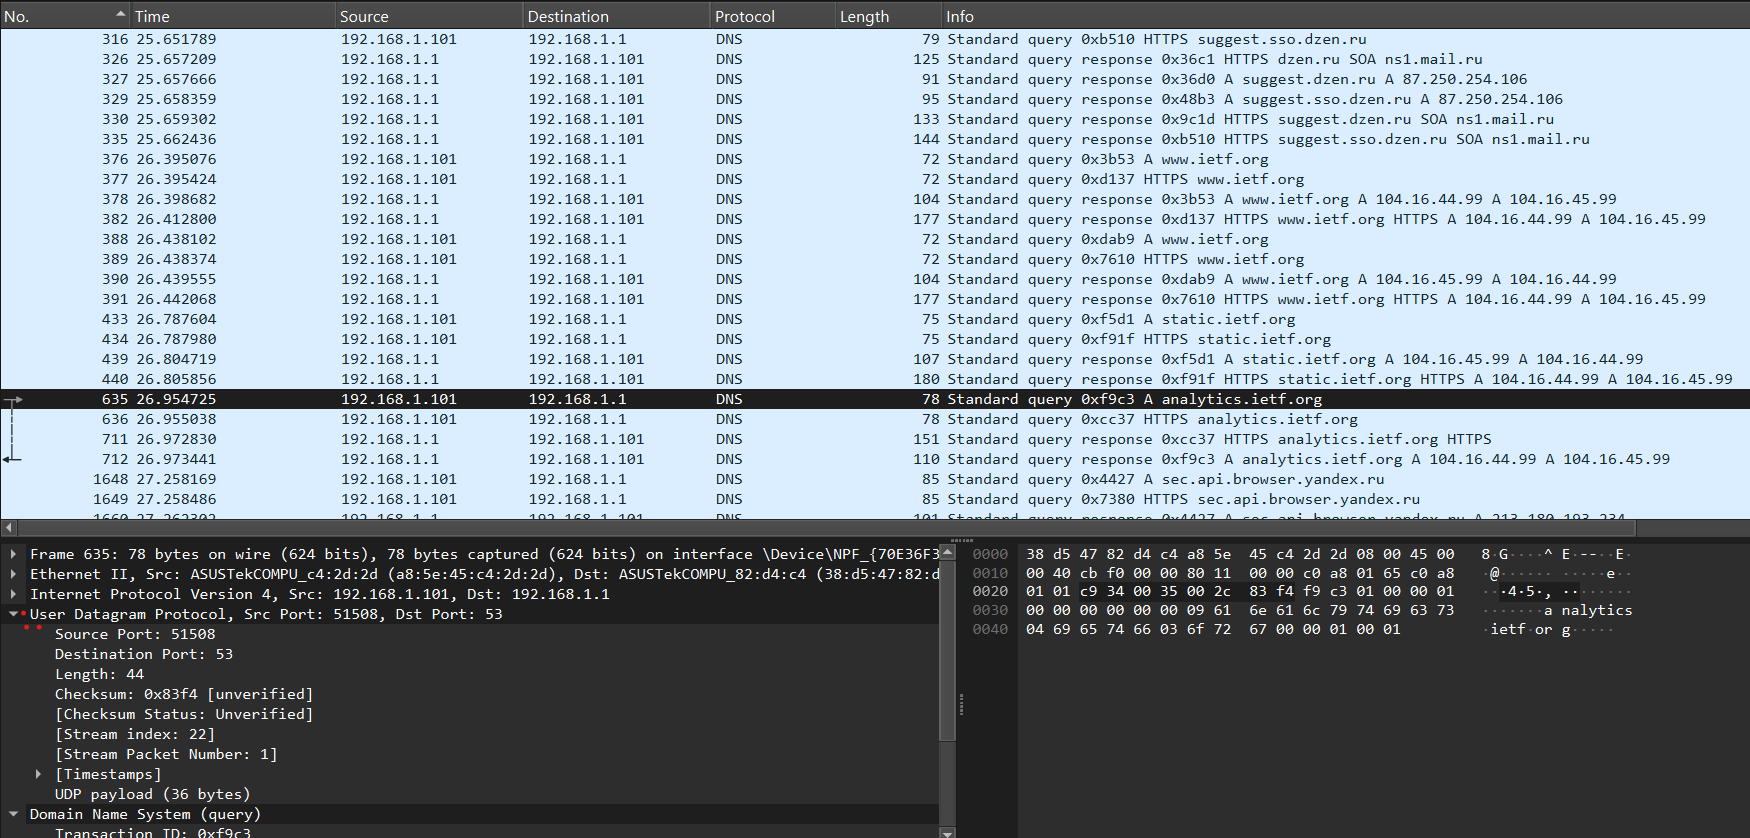 No. Time Source Destination Protocol Length Info
316 25.651789 192.168.1.101 192.168.1.1 DNS 79 Standard query 0xb510 HTTPS suggest.sso.dzen.ru
326 25.657209 192.168.1.1 192.168.1.101 DNS 125 Standard query response 0x36c1 HTTPS dzen.ru SOA ns1.mail.ru
327 25.657666 192.168.1.1 192.168.1.101 DNS 91 Standard query response 0x36d0 A suggest.dzen.ru A 87.250.254.106
329 25.658359 192.168.1.1 192.168.1.101 DNS 95 Standard query response 0x48b3 A suggest.sso.dzen.ru A 87.250.254.106
330 25.659302 192.168.1.1 192.168.1.101 DNS 133 Standard query response 0x9c1d HTTPS suggest.dzen.ru SOA ns1.mail.ru
335 25.662436 192.168.1.1 192.168.1.101 DNS 144 Standard query response 0xb510 HTTPS suggest.sso.dzen.ru SOA ns1.mail.ru
376 26.395076 192.168.1.101 192.168.1.1 DNS 72 Standard query 0x3b53 A www.ietf.org
377 26.395424 192.168.1.101 192.168.1.1 DNS 72 Standard query 0xd137 HTTPS www.ietf.org
378 26.398682 192.168.1.1 192.168.1.101 DNS 104 Standard query response 0x3b53 A www.ietf.org A 104.16.44.99 A 104.16.45.99
382 26.412800 192.168.1.1 192.168.1.101 DNS 177 Standard query response 0xd137 HTTPS www.ietf.org HTTPS A 104.16.44.99 A 104.16.45.99
388 26.438102 192.168.1.101 192.168.1.1 DNS 72 Standard query 0xdab9 A www.ietf.org
389 26.438374 192.168.1.101 192.168.1.1 DNS 72 Standard query 0x7610 HTTPS www.ietf.org
390 26.439555 192.168.1.1 192.168.1.101 DNS 104 Standard query response 0xdab9 A www.ietf.org A 104.16.45.99 A 104.16.44.99
391 26.442068 192.168.1.1 192.168.1.101 DNS 177 Standard query response 0x7610 HTTPS www.ietf.org HTTPS A 104.16.44.99 A 104.16.45.99
433 26.787604 192.168.1.101 192.168.1.1 DNS 75 Standard query 0xf5d1 A static.ietf.org
434 26.787980 192.168.1.101 192.168.1.1 DNS 75 Standard query 0xf91f HTTPS static.ietf.org
439 26.804719 192.168.1.1 192.168.1.101 DNS 107 Standard query response 0xf5d1 A static.ietf.org A 104.16.45.99 A 104.16.44.99
440 26.805856 192.168.1.1 192.168.1.101 DNS 180 Standard query response 0xf91f HTTPS static.ietf.org HTTPS A 104.16.44.99 A 104.16.45.99
635 26.954725 192.168.1.101 192.168.1.1 DNS 78 Standard query 0xf9c3 A analytics.ietf.org
636 26.955038 192.168.1.101 192.168.1.1 DNS 78 Standard query 0xcc37 HTTPS analytics.ietf.org
711 26.972830 192.168.1.1 192.168.1.101 DNS 151 Standard query response 0xcc37 HTTPS analytics.ietf.org HTTPS
712 26.973441 192.168.1.1 192.168.1.101 DNS 110 Standard query response 0xf9c3 A analytics.ietf.org A 104.16.44.99 A 104.16.45.99
1648 27.258169 192.168.1.101 192.168.1.1 DNS 85 Standard query 0x4427 A sec.api.browser.yandex.ru
1649 27.258486 192.168.1.101 192.168.1.1 DNS 85 Standard query 0x7380 HTTPS sec.api.browser.yandex.ru
1660 27.262302 192.168.1.1 192.168.1.101 DNS 101 Standard query response 0x4427 A sec.api.browser.yandex.ru A 213.180.193.234
Frame 635: 78 bytes on wire (624 bits), 78 bytes captured (624 bits) on interface \Device\NPF_{70E36F3
Ethernet II, Src: ASUSTekCOMPU_c4:2d:2d (a8:5e:45:c4:2d:2d), Dst: ASUSTekCOMPU_82:d4:c4 (38:d5:47:82:d
Internet Protocol Version 4, Src: 192.168.1.101, Dst: 192.168.1.1
User Datagram Protocol, Src Port: 51508, Dst Port: 53
Source Port: 51508
Destination Port: 53
Length: 44
Checksum: 0x83f4 [unverified]
[Checksum Status: Unverified]
[Stream index: 22]
[Stream Packet Number: 1]
[Timestamps]
UDP payload (36 bytes)
Domain Name System (query)
Transaction ID: 0xf9c3
0000 38 d5 47 82 d4 c4 a8 5e 45 c4 2d 2d 08 00 45 00 8·G····^ E·--··E·
0010 00 40 cb f0 00 00 80 11 00 00 c0 a8 01 65 c0 a8 ·@······ ·····e··
0020 01 01 c9 34 00 35 00 2c 83 f4 f9 c3 01 00 00 01 ···4·5·, ········
0030 00 00 00 00 00 00 09 61 6e 61 6c 79 74 69 63 73 ·······a nalytics
0040 04 69 65 74 66 03 6f 72 67 00 00 01 00 01 ·ietf·or g·····